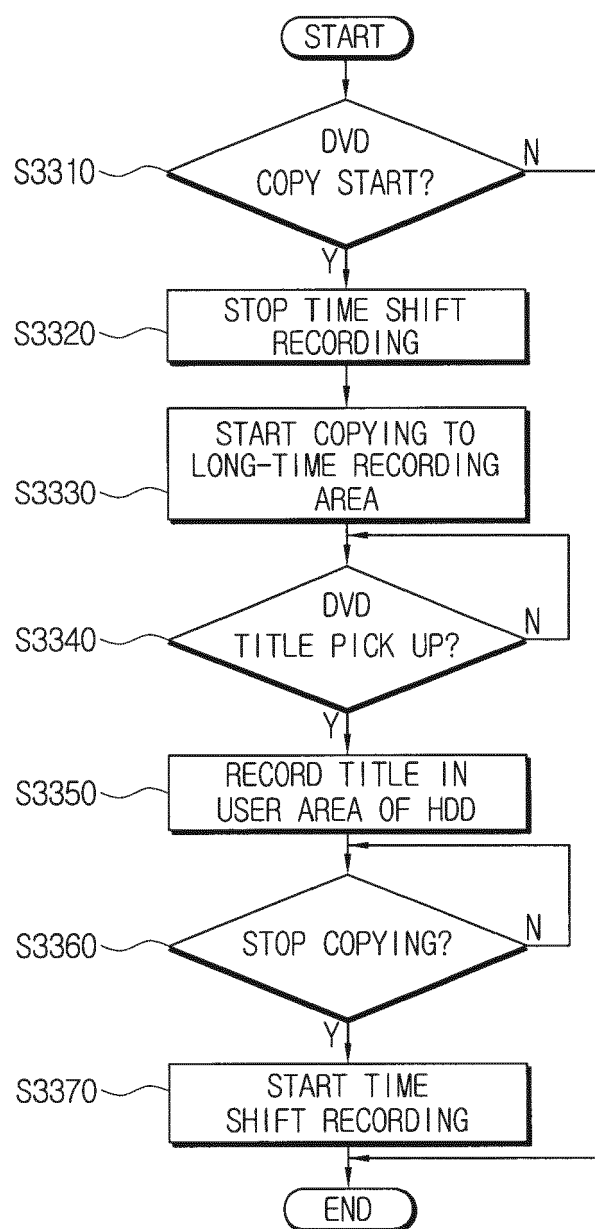 START
DVD
COPY START?
N
S3310
Y
STOP TIME SHIFT
RECORDING
S3320
START COPYING TO
LONG-TIME RECORDING
AREA
S3330
DVD
TITLE PICK UP?
N
S3340
Y
RECORD TITLE IN
USER AREA OF HDD
S3350
STOP COPYING?
N
S3360
Y
START TIME
SHIFT RECORDING
S3370
END